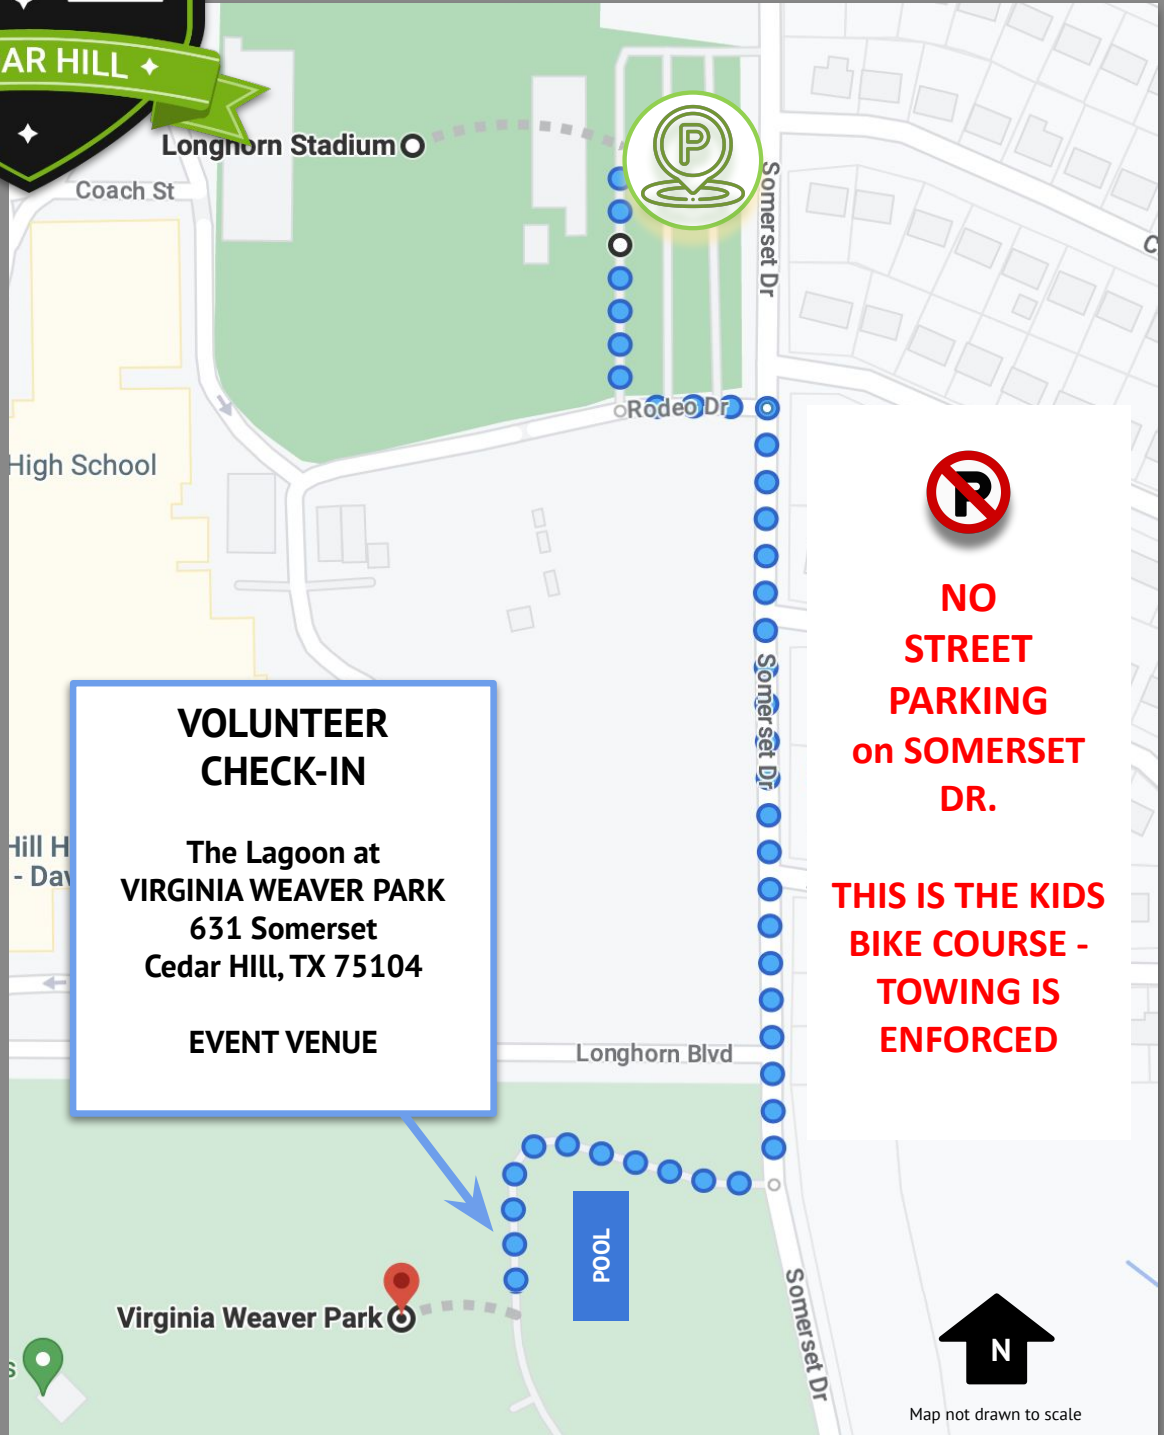 AR HILL
Longhorn Stadium
P
Coach St
Somerset Dr
C
Rodeo Dr
High School
P
NO
STREET
PARKING
on SOMERSET
DR.
THIS IS THE KIDS
BIKE COURSE -
TOWING IS
ENFORCED
Somerset Dr
VOLUNTEER
CHECK-IN
The Lagoon at
VIRGINIA WEAVER PARK
631 Somerset
Cedar HIll, TX 75104
EVENT VENUE
Hill H
- Dav
Longhorn Blvd
POOL
Virginia Weaver Park
s
Somerset Dr
N
Map not drawn to scale